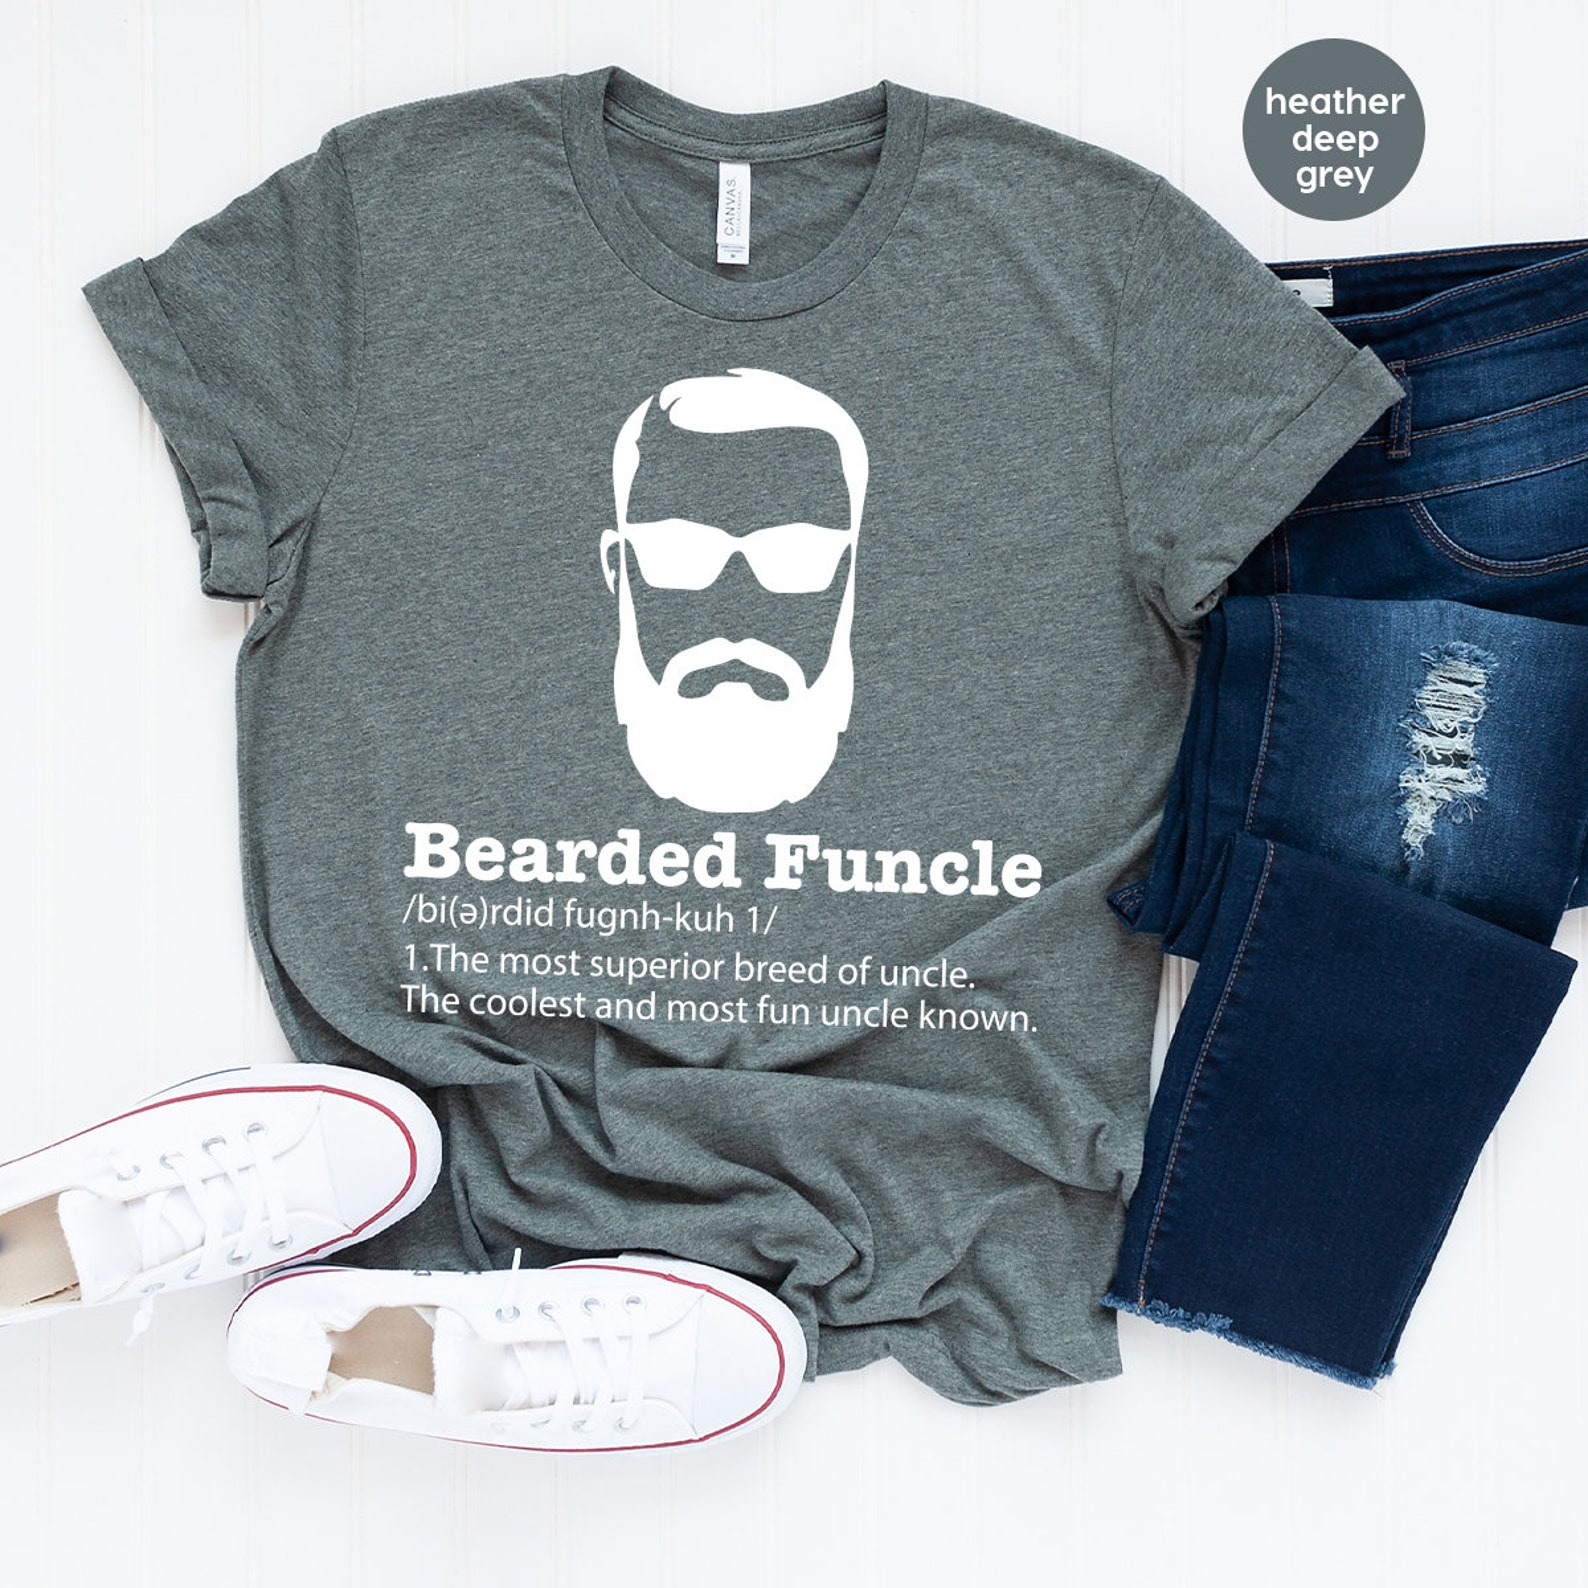 heather
deep
grey
CANVAS
Bearded Funcle
/bi(ə)rdid fugnh-kuh 1/
1.The most superior breed of uncle.
The coolest and most fun uncle known.